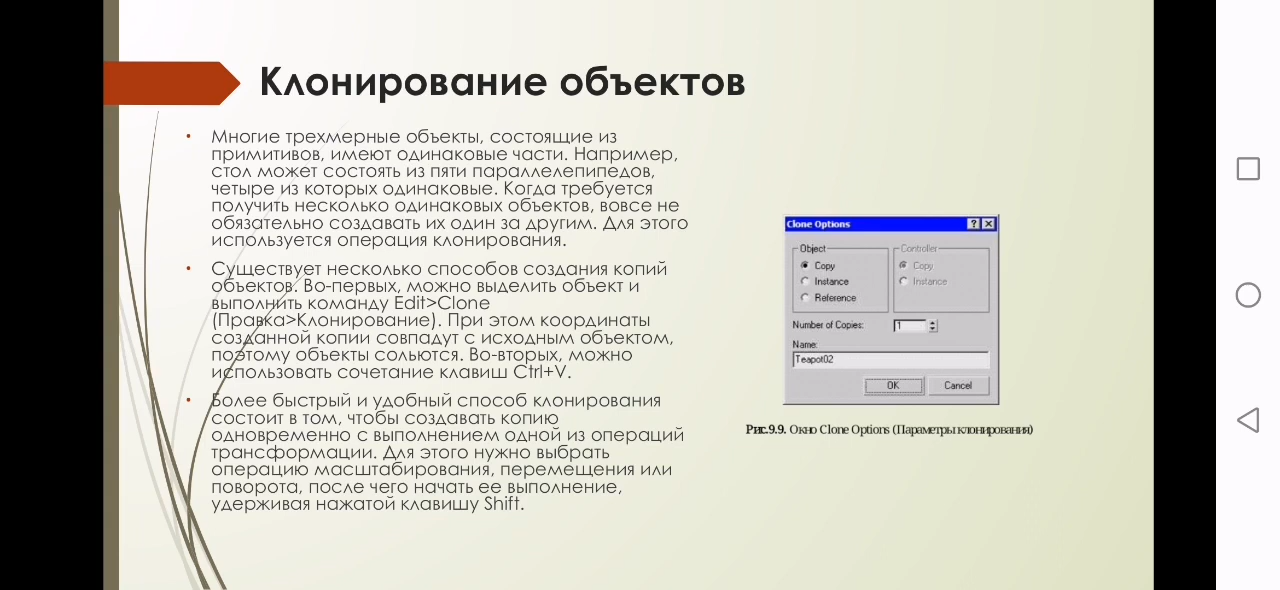 Клонирование объектов
• Многие трехмерные объекты, состоящие из
примитивов, имеют одинаковые части. Например,
стол может состоять из пяти параллелепипедов,
четыре из которых одинаковые. Когда требуется
получить несколько одинаковых объектов, вовсе не
обязательно создавать их один за другим. Для этого
используется операция клонирования.
• Существует несколько способов создания копий
объектов. Во-первых, можно выделить объект и
выполнить команду Edit>Clone
(Правка>Клонирование). При этом координаты
созданной копии совпадут с исходным объектом,
поэтому объекты сольются. Во-вторых, можно
использовать сочетание клавиш Ctrl+V.
• Более быстрый и удобный способ клонирования
состоит в том, чтобы создавать копию
одновременно с выполнением одной из операций
трансформации. Для этого нужно выбрать
операцию масштабирования, перемещения или
поворота, после чего начать ее выполнение,
удерживая нажатой клавишу Shift.
Clone Options
Object
Copy
Instance
Reference
Controller
Copy
Instance
Number of Copies: 1
Name:
Teapot02
OK Cancel
Рис.9.9. Окно Clone Options (Параметры клонирования)